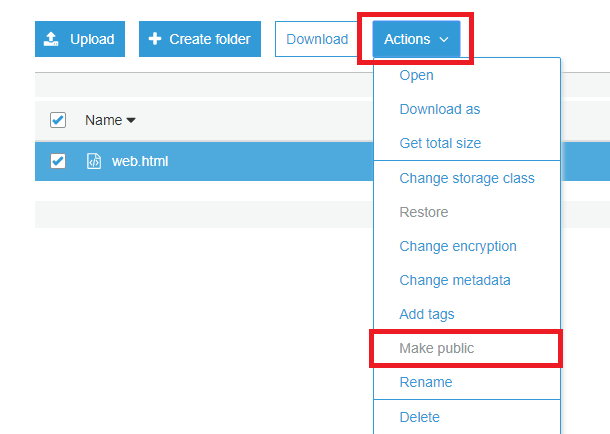 Upload Create folder Download Actions
Open
Download as
Name
Get total size
web.html
Change storage class
Restore
Change encryption
Change metadata
Add tags
Make public
Rename
Delete